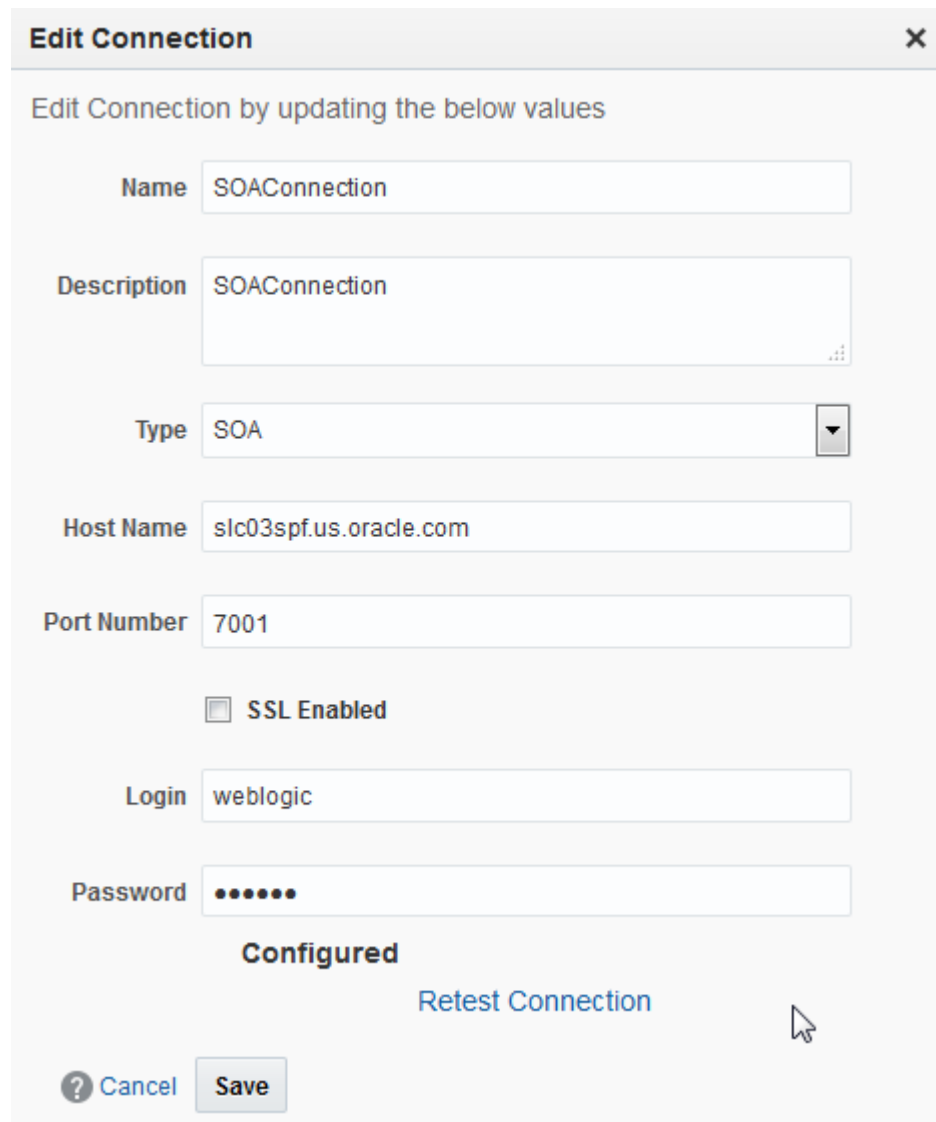 Edit Connection
Edit Connection by updating the below values
Name SOAConnection
Description SOAConnection
Type SOA
Host Name slc03spf.us.oracle.com
Port Number 7001
SSL Enabled
Login weblogic
Password ••••••
Configured
Retest Connection
? Cancel Save